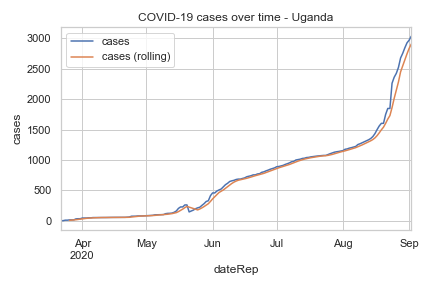 COVID-19 cases over time - Uganda
cases
cases (rolling)
3000
2500
2000
1500
1000
500
0
cases
Apr
2020
May
Jun
Jul
Aug
Sep
dateRep